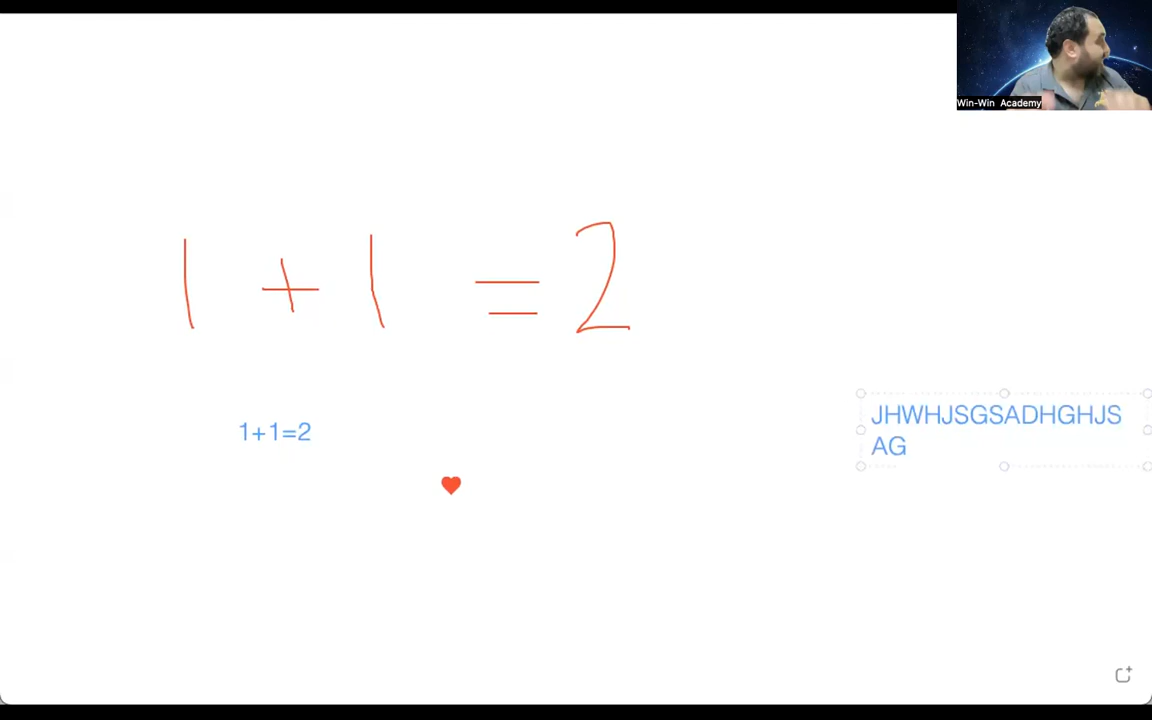 Win-Win Academy
1 + 1 = 2
JHWHJSGSADHGHJS
AG
1+1=2